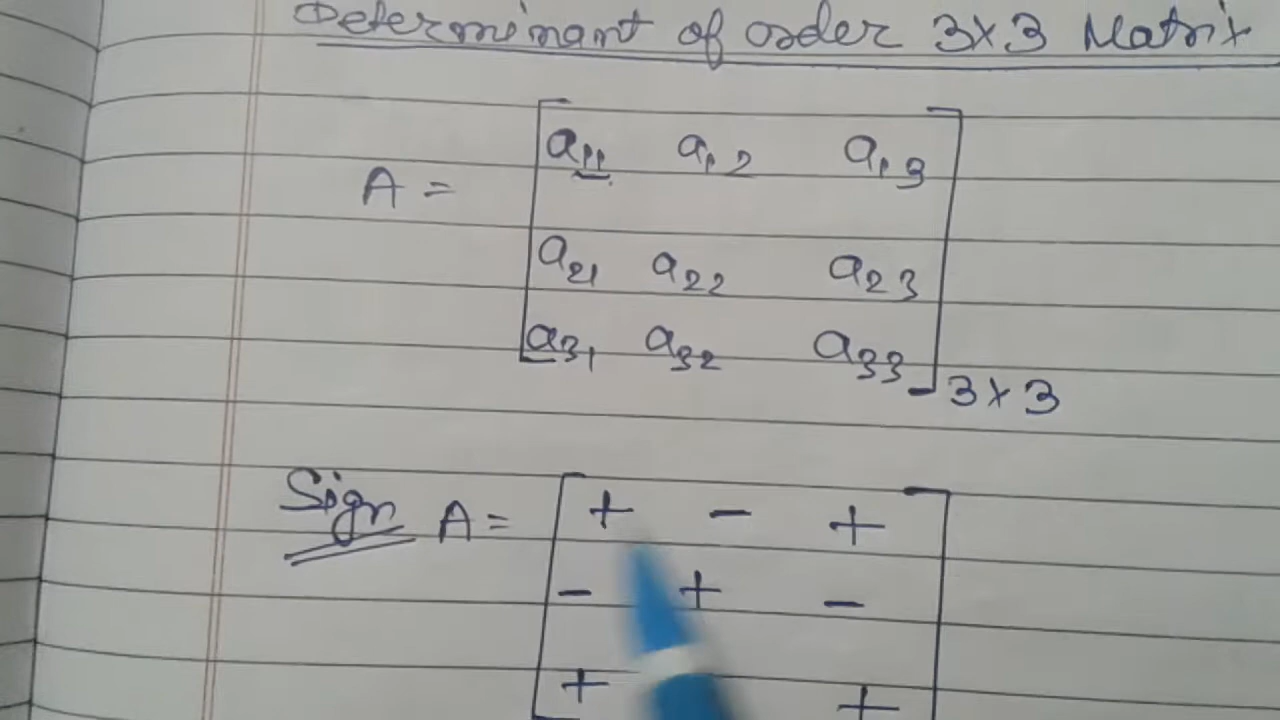 Determinant of order 3×3 Matrix
A = [ a₁₁ a₁₂ a₁₃
a₂₁ a₂₂ a₂₃
a₃₁ a₃₂ a₃₃ ] 3×3
Sign A = [ + - +
- + -
+ + ]